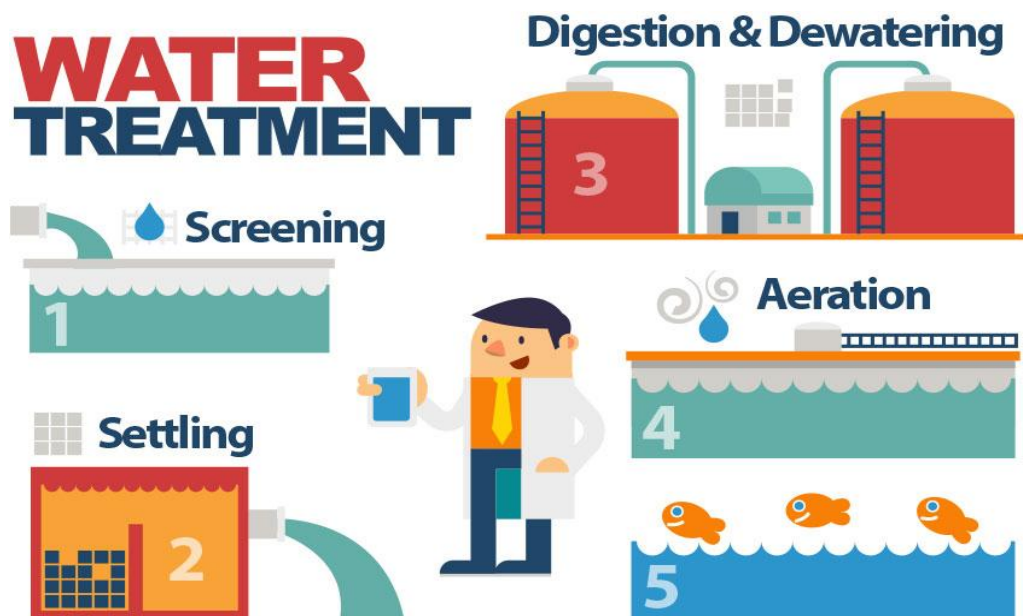 WATER
TREATMENT
Screening
1
Settling
2
Digestion & Dewatering
3
Aeration
4
5